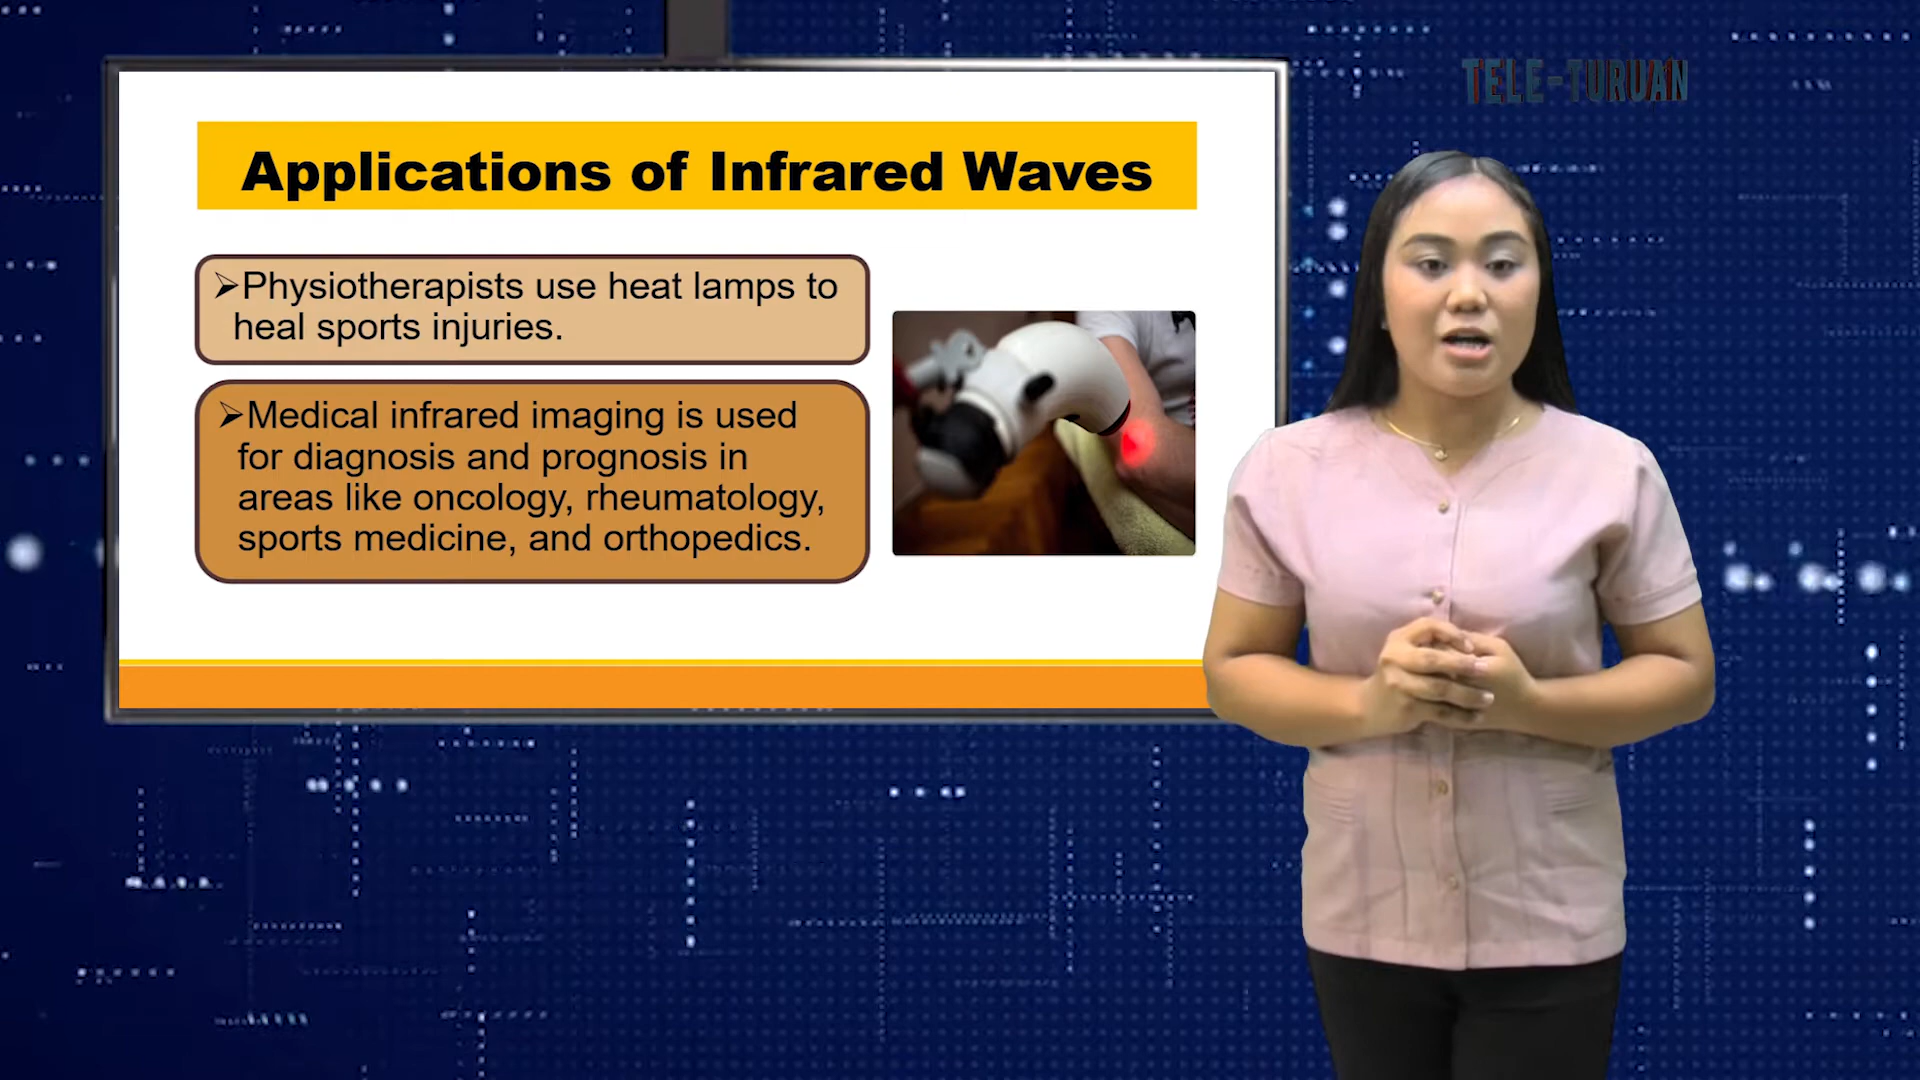 TELE-TURUAN
Applications of Infrared Waves
➢Physiotherapists use heat lamps to
heal sports injuries.
➢Medical infrared imaging is used
for diagnosis and prognosis in
areas like oncology, rheumatology,
sports medicine, and orthopedics.